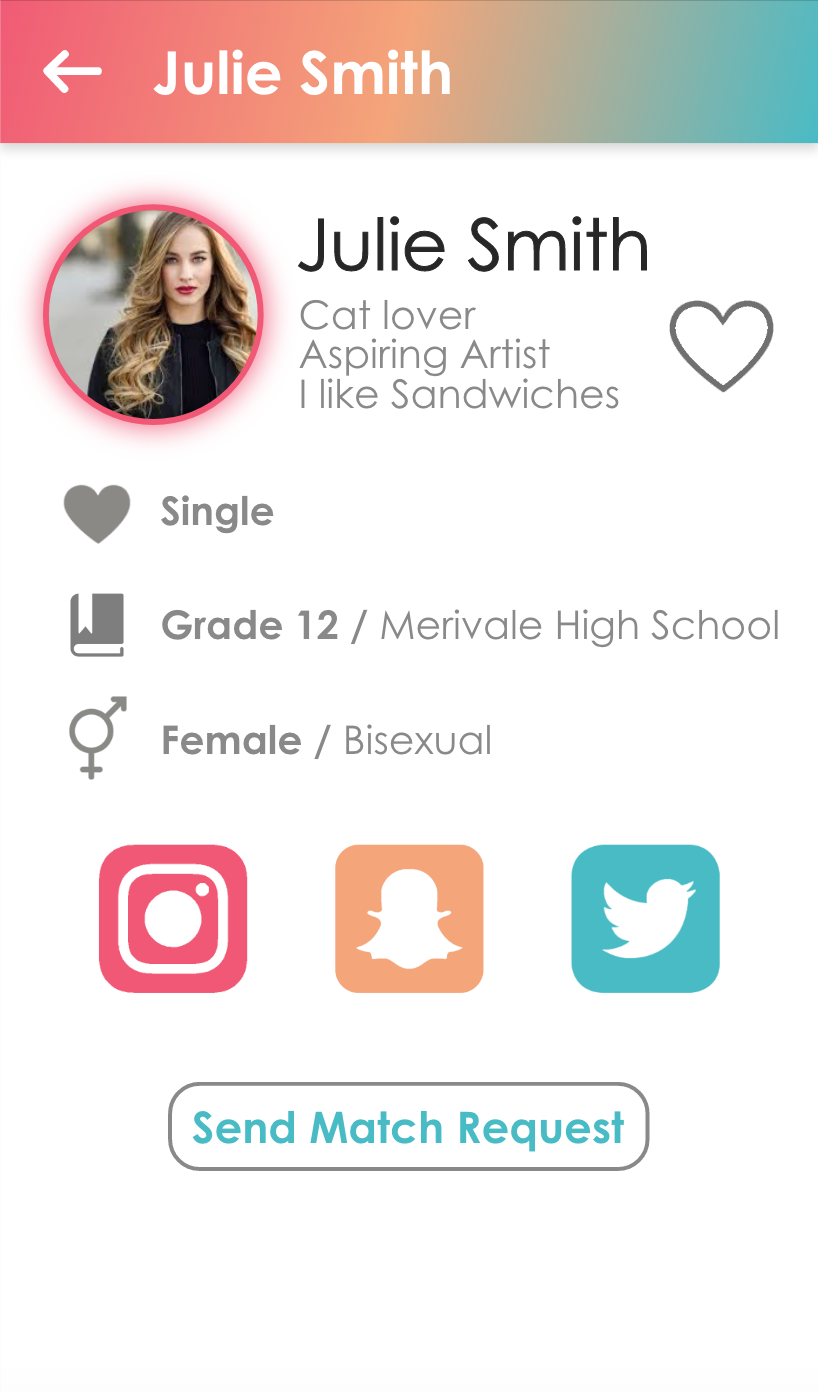 Julie Smith
Julie Smith
Cat lover
Aspiring Artist
I like Sandwiches
Single
Grade 12 / Merivale High School
Female / Bisexual
Send Match Request